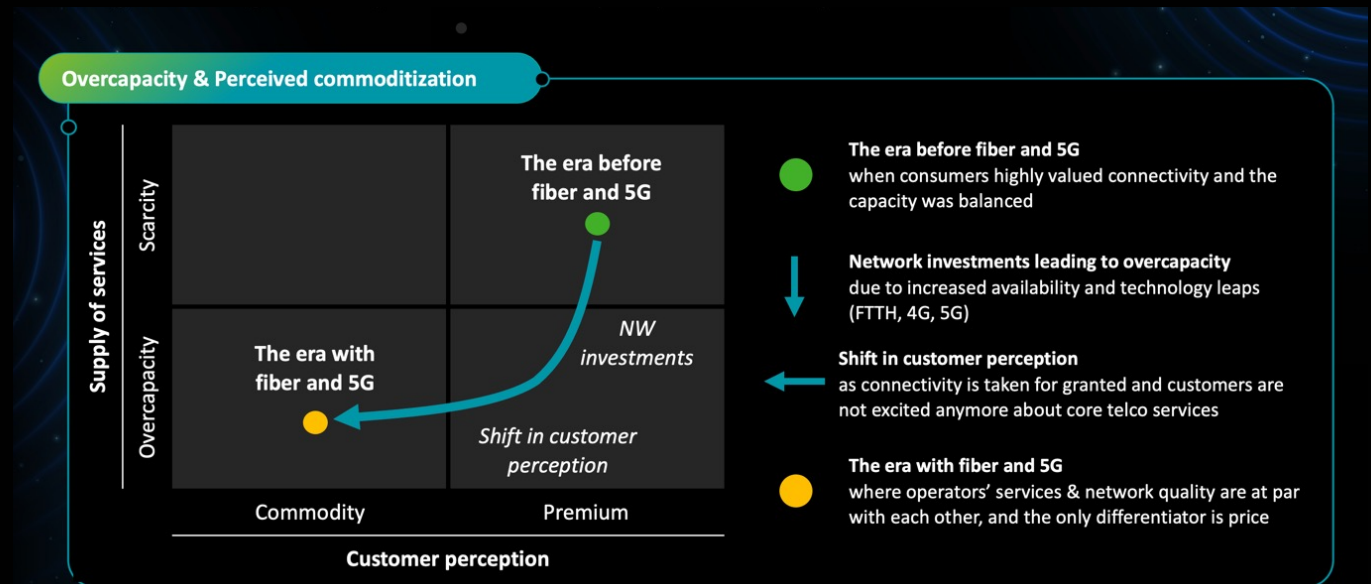 Overcapacity & Perceived commoditization
Supply of services
Scarcity
Overcapacity
The era before
fiber and 5G
NW
investments
The era with
fiber and 5G
Shift in customer
perception
Commodity
Premium
Customer perception
The era before fiber and 5G
when consumers highly valued connectivity and the
capacity was balanced
Network investments leading to overcapacity
due to increased availability and technology leaps
(FTTH, 4G, 5G)
Shift in customer perception
as connectivity is taken for granted and customers are
not excited anymore about core telco services
The era with fiber and 5G
where operators’ services & network quality are at par
with each other, and the only differentiator is price